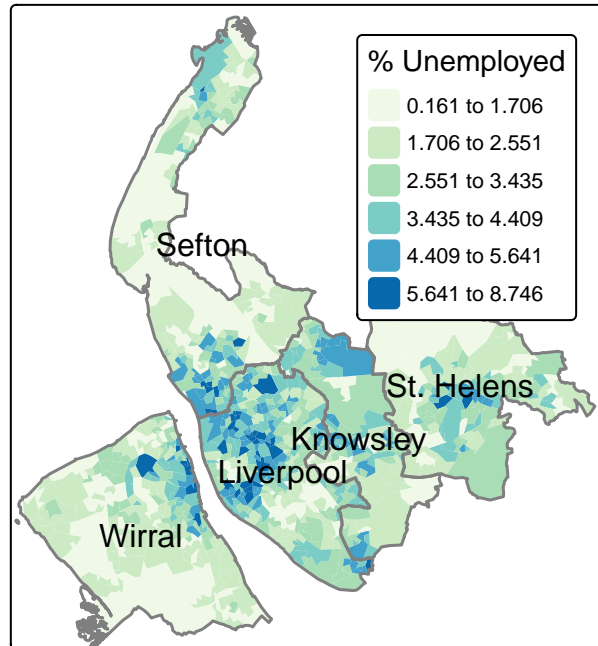 % Unemployed
0.161 to 1.706
1.706 to 2.551
2.551 to 3.435
3.435 to 4.409
4.409 to 5.641
5.641 to 8.746
Sefton
St. Helens
Knowsley
Liverpool
Wirral